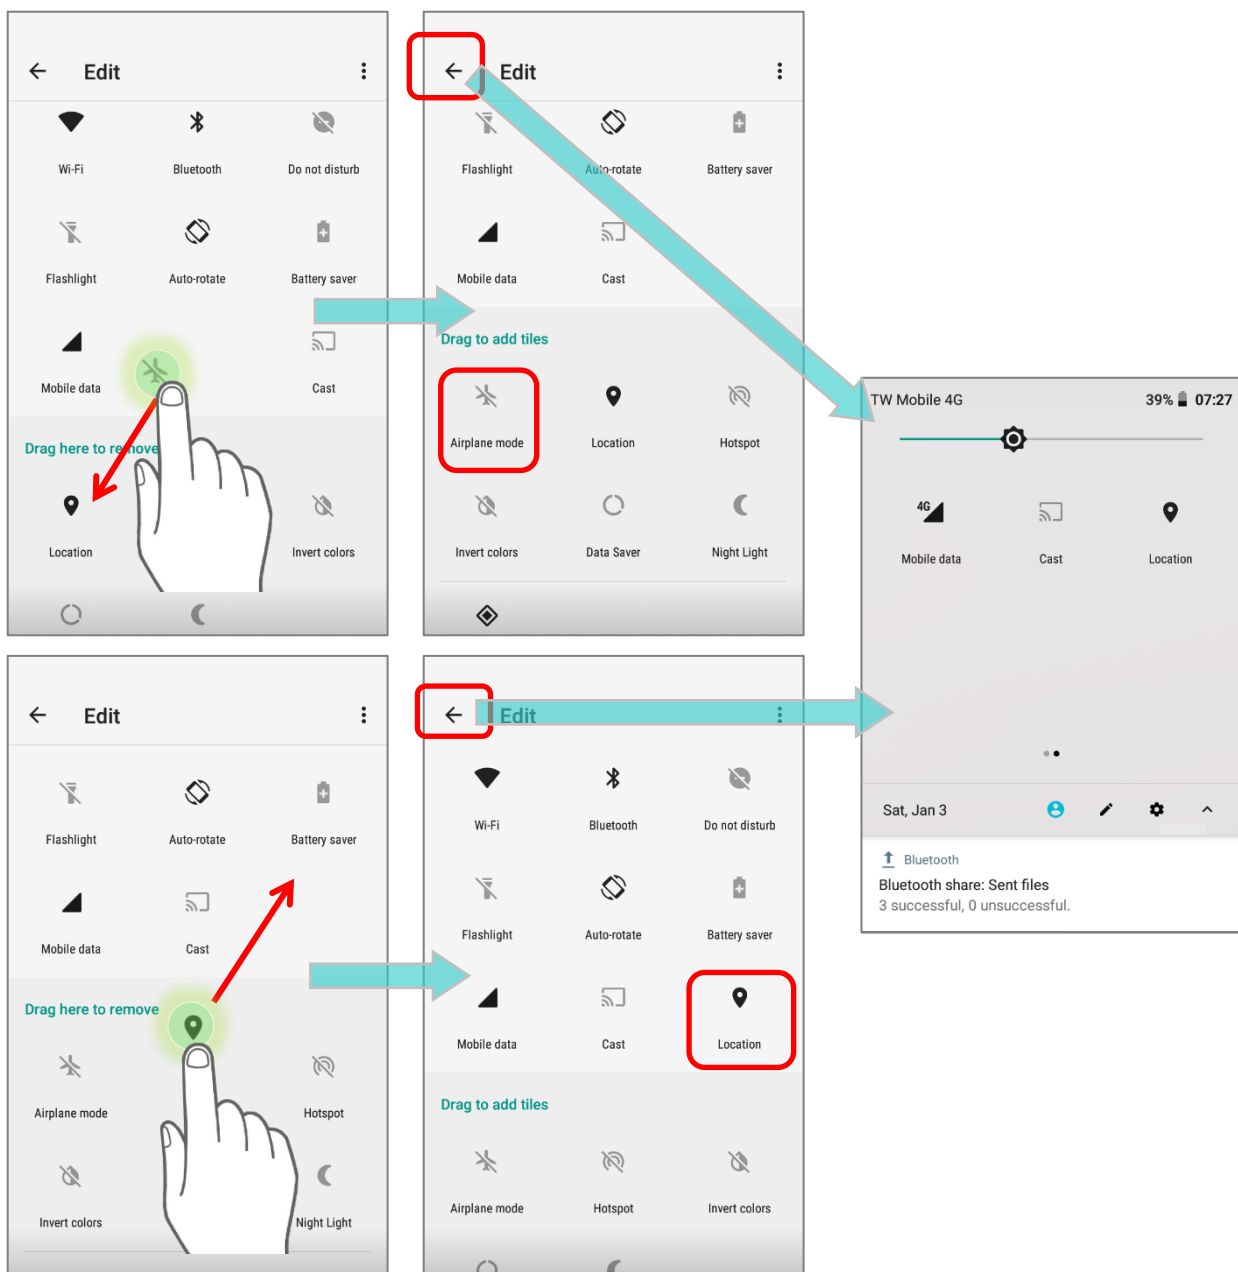 Edit
Wi-Fi Bluetooth Do not disturb
Flashlight Auto-rotate Battery saver
Mobile data Cast
Drag here to remove
Location Invert colors
Edit
Flashlight Auto-rotate Battery saver
Mobile data Cast
Drag to add tiles
Airplane mode Location Hotspot
Invert colors Data Saver Night Light
Edit
Flashlight Auto-rotate Battery saver
Mobile data Cast
Drag here to remove
Airplane mode Hotspot
Invert colors Night Light
Edit
Wi-Fi Bluetooth Do not disturb
Flashlight Auto-rotate Battery saver
Mobile data Cast Location
Drag to add tiles
Airplane mode Hotspot Invert colors
TW Mobile 4G 39% 07:27
4G
Mobile data Cast Location
Sat, Jan 3
Bluetooth
Bluetooth share: Sent files
3 successful, 0 unsuccessful.